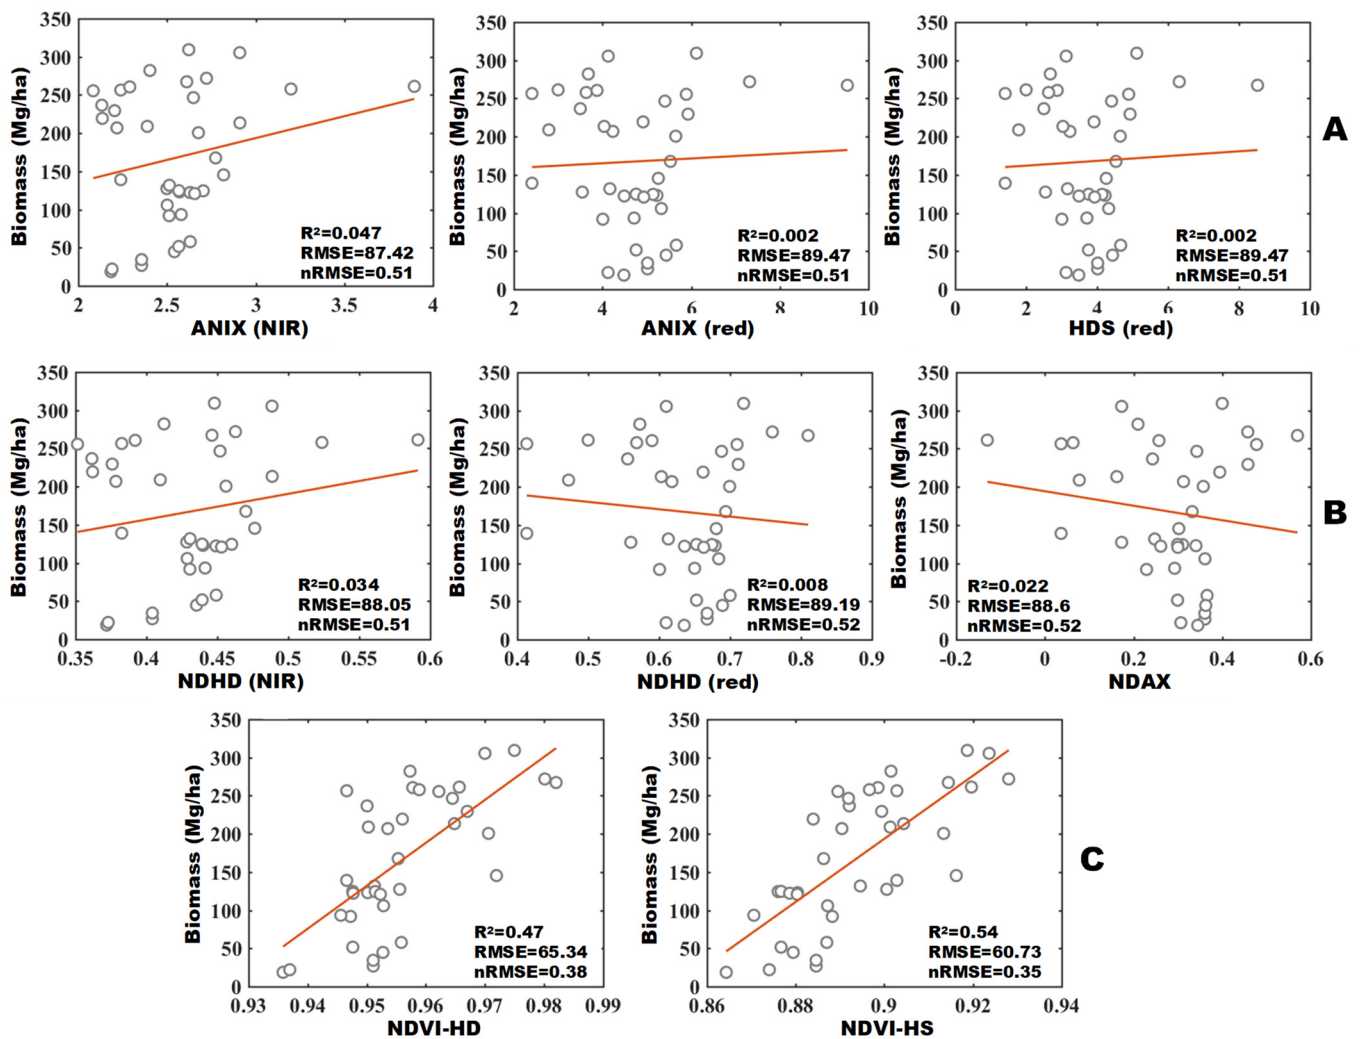 350
300
250
200
150
100
50
0
Biomass (Mg/ha)
R²=0.047
RMSE=87.42
nRMSE=0.51
2 2.5 3 3.5 4
ANIX (NIR)
350
300
250
200
150
100
50
0
Biomass (Mg/ha)
R²=0.002
RMSE=89.47
nRMSE=0.51
2 4 6 8 10
ANIX (red)
350
300
250
200
150
100
50
0
Biomass (Mg/ha)
R²=0.002
RMSE=89.47
nRMSE=0.51
0 2 4 6 8 10
HDS (red)
A
350
300
250
200
150
100
50
0
Biomass (Mg/ha)
R²=0.034
RMSE=88.05
nRMSE=0.51
0.35 0.4 0.45 0.5 0.55 0.6
NDHD (NIR)
350
300
250
200
150
100
50
0
Biomass (Mg/ha)
R²=0.008
RMSE=89.19
nRMSE=0.52
0.4 0.5 0.6 0.7 0.8 0.9
NDHD (red)
350
300
250
200
150
100
50
0
Biomass (Mg/ha)
R²=0.022
RMSE=88.6
nRMSE=0.52
-0.2 0 0.2 0.4 0.6
NDAX
B
350
300
250
200
150
100
50
0
Biomass (Mg/ha)
R²=0.47
RMSE=65.34
nRMSE=0.38
0.93 0.94 0.95 0.96 0.97 0.98 0.99
NDVI-HD
350
300
250
200
150
100
50
0
Biomass (Mg/ha)
R²=0.54
RMSE=60.73
nRMSE=0.35
0.86 0.88 0.9 0.92 0.94
NDVI-HS
C